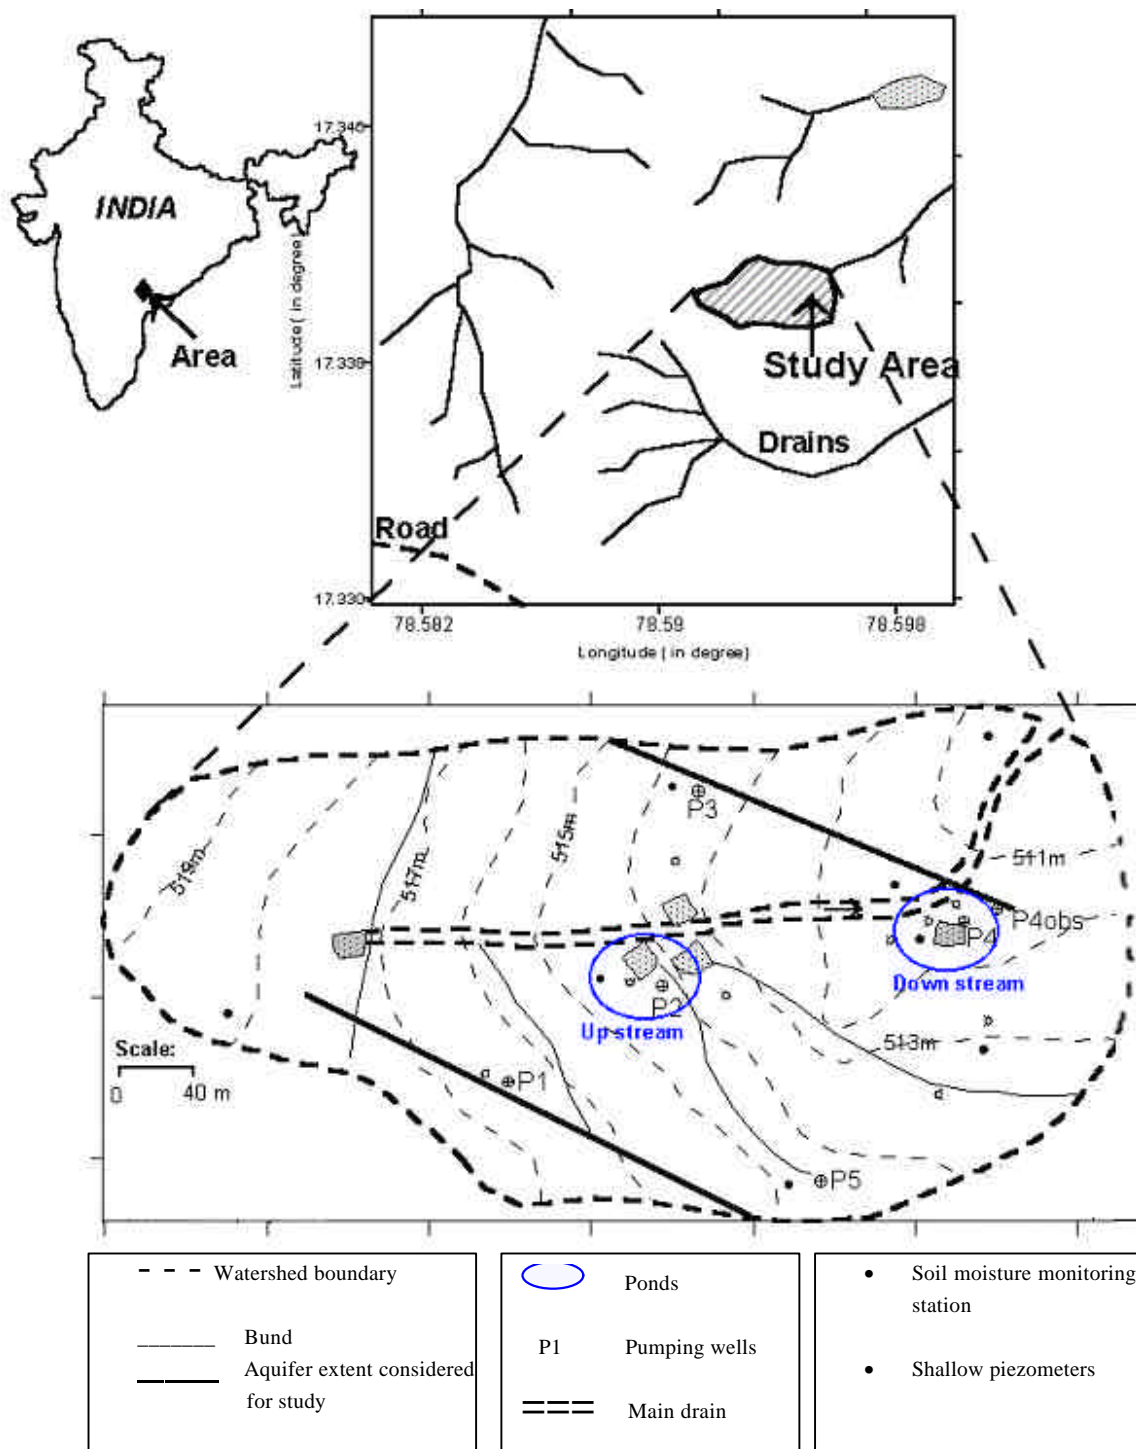 INDIA
Area
Latitude ( in degree)
17.340
17.338
17.330
Study Area
Drains
Road
78.582
78.59
78.598
Longitude ( in degree)
519m
517m
515m
P3
511m
P4obs
P4
Down stream
P2
Up stream
513m
Scale:
0 40 m
P1
P5
Watershed boundary
Bund
Aquifer extent considered
for study
Ponds
P1 Pumping wells
Main drain
• Soil moisture monitoring
station
• Shallow piezometers